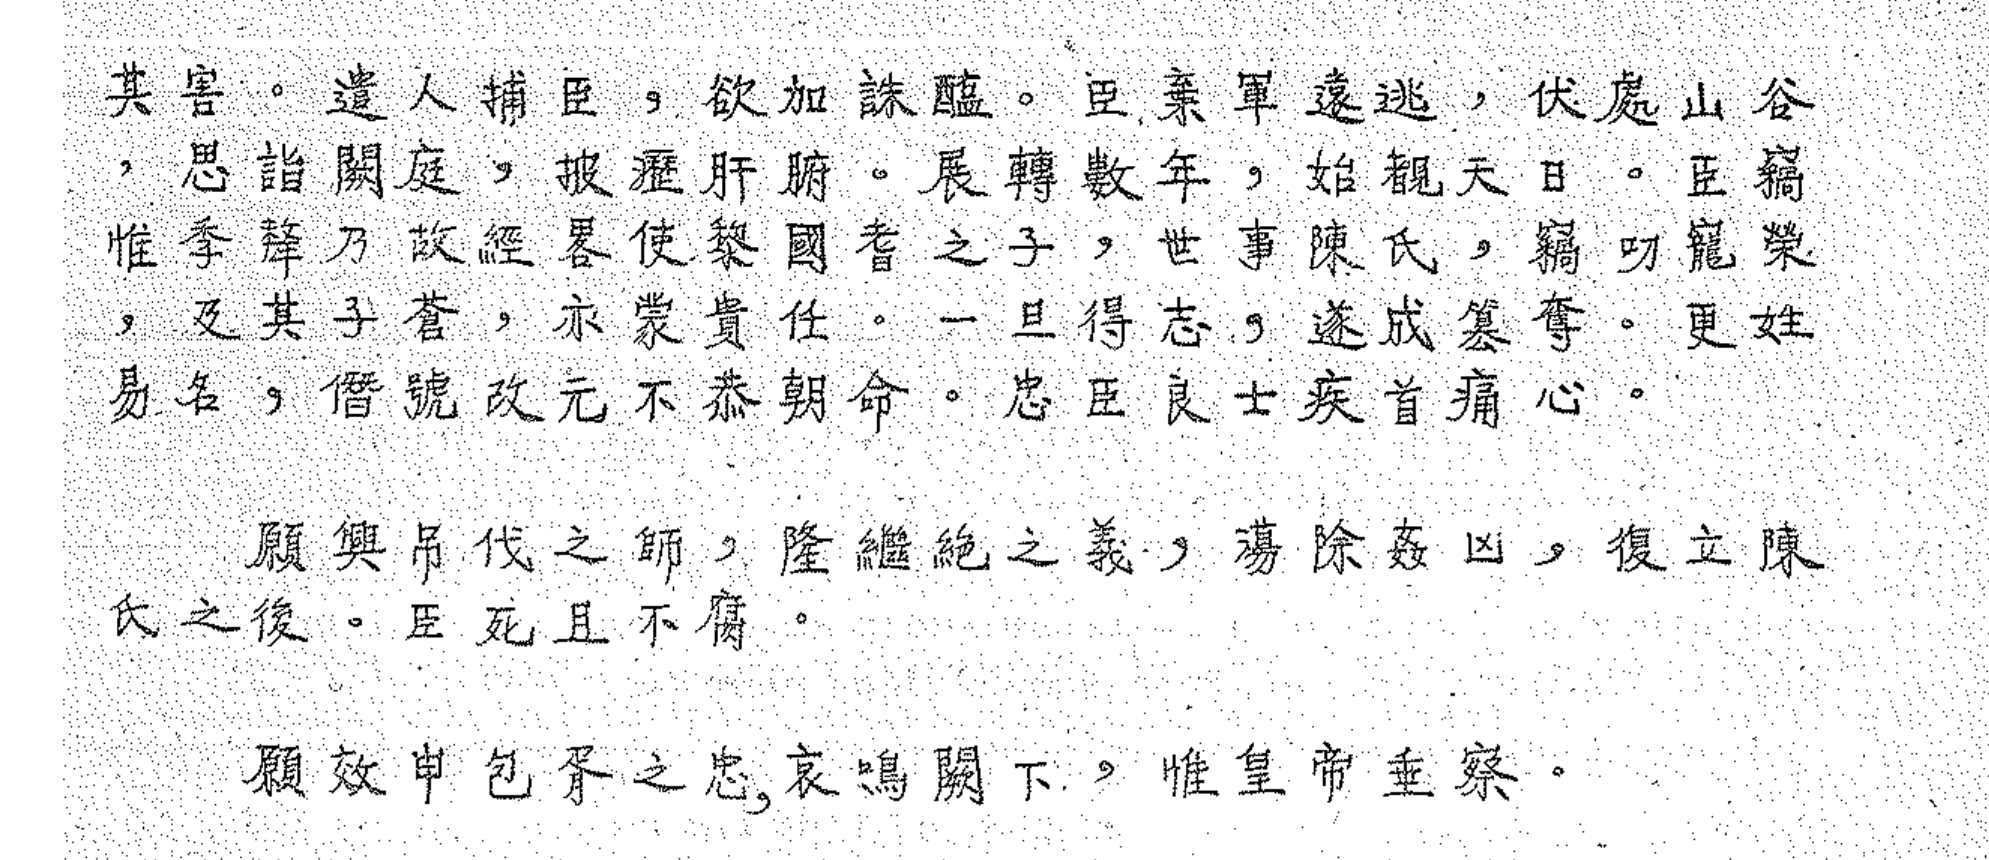 其害。遣人捕臣，欲加誅醢。臣棄軍遠逃，伏處山谷
，思詣闕庭，披瀝肝腑。展轉數年，始覩天日。臣竊
惟季犛乃故經畧使黎國耆之子，世事陳氏，竊叨寵榮
，及其子蒼，亦蒙貴仕。一旦得志，遂成篡奪。更姓
易名，僭號改元不恭朝命。忠臣良士疾首痛心。
願興吊伐之師，隆繼絕之義，蕩除姦凶，復立陳
氏之後。臣死且不腐。
願效申包胥之忠,哀鳴闕下，惟皇帝垂察。